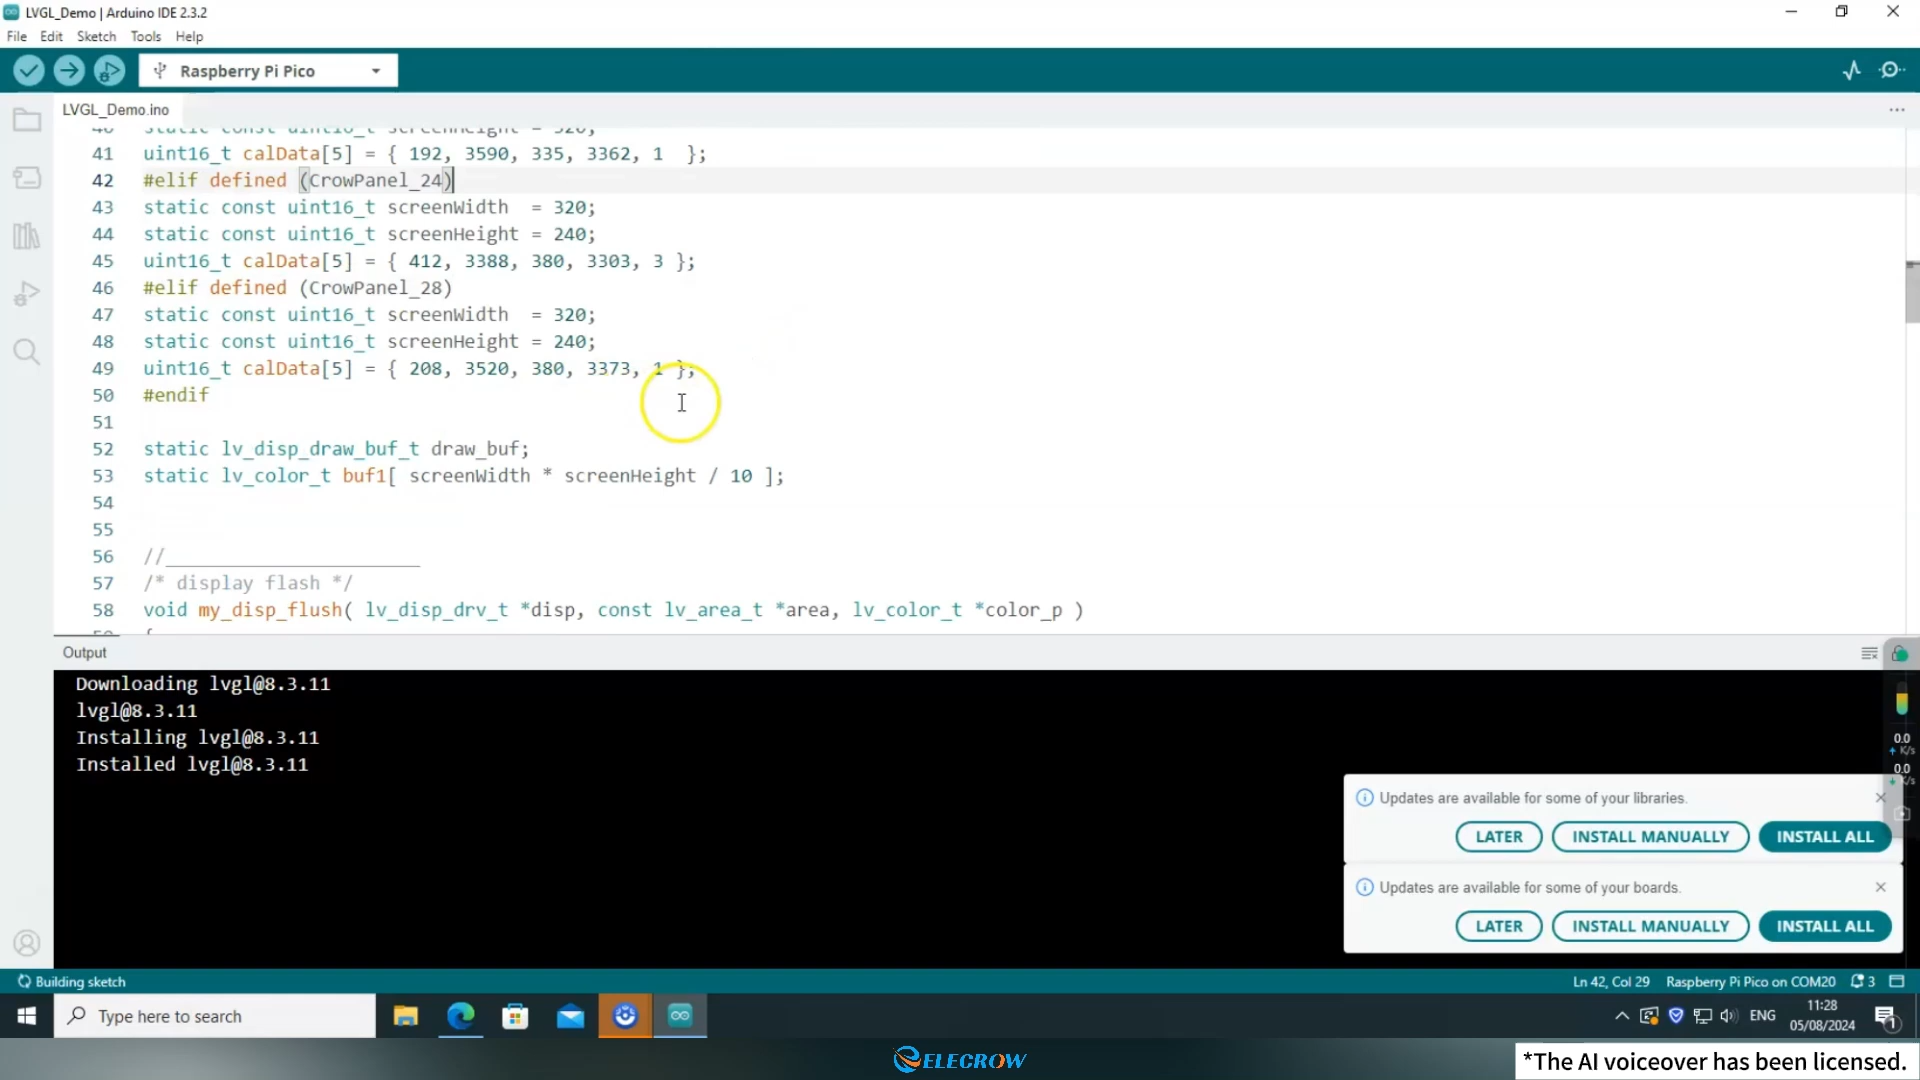 LVGL_Demo | Arduino IDE 2.3.2
File Edit Sketch Tools Help
Raspberry Pi Pico
LVGL_Demo.ino
40 static const uint16_t screenHeight = 320;
41 uint16_t calData[5] = { 192, 3590, 335, 3362, 1  };
42 #elif defined (CrowPanel_24)
43 static const uint16_t screenWidth  = 320;
44 static const uint16_t screenHeight = 240;
45 uint16_t calData[5] = { 412, 3388, 380, 3303, 3 };
46 #elif defined (CrowPanel_28)
47 static const uint16_t screenWidth  = 320;
48 static const uint16_t screenHeight = 240;
49 uint16_t calData[5] = { 208, 3520, 380, 3373, 1 };
50 #endif
51
52 static lv_disp_draw_buf_t draw_buf;
53 static lv_color_t buf1[ screenWidth * screenHeight / 10 ];
54
55
56 //_______________________
57 /* display flash */
58 void my_disp_flush( lv_disp_drv_t *disp, const lv_area_t *area, lv_color_t *color_p )
59 {
Output
Downloading lvgl@8.3.11
lvgl@8.3.11
Installing lvgl@8.3.11
Installed lvgl@8.3.11
0.0
K/s
0.0
K/s
Updates are available for some of your libraries.
LATER INSTALL MANUALLY INSTALL ALL
Updates are available for some of your boards.
LATER INSTALL MANUALLY INSTALL ALL
Building sketch
Ln 42, Col 29 Raspberry Pi Pico on COM20 3
Type here to search
ENG
11:28
05/08/2024
1
ELECROW
*The AI voiceover has been licensed.